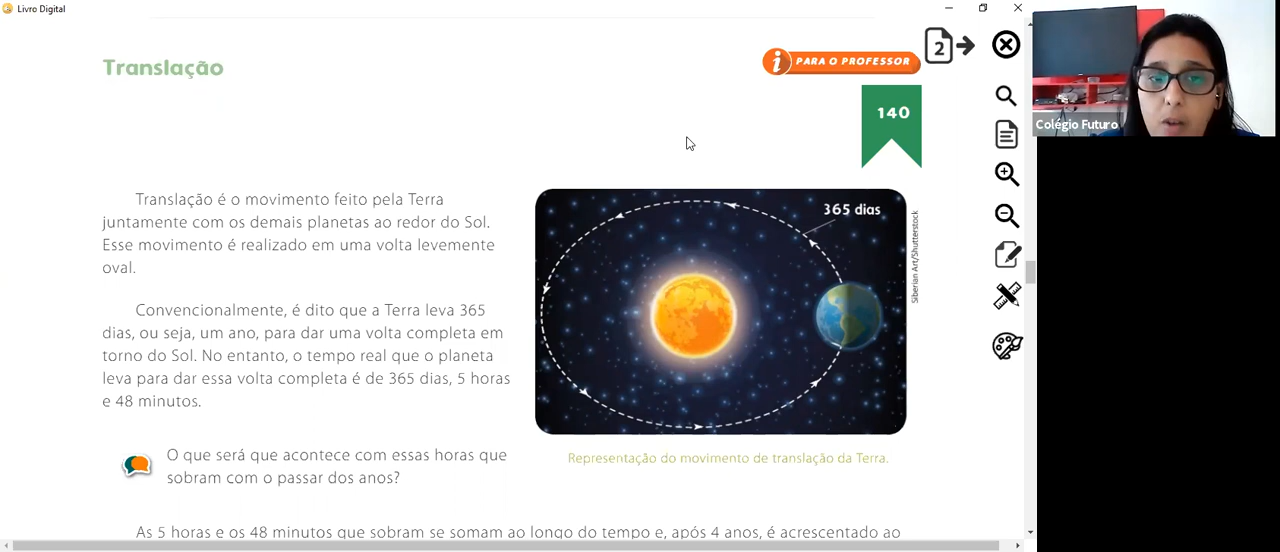 Livro Digital
Translação
PARA O PROFESSOR
2
140
Colégio Futuro
Translação é o movimento feito pela Terra
juntamente com os demais planetas ao redor do Sol.
Esse movimento é realizado em uma volta levemente
oval.
Convencionalmente, é dito que a Terra leva 365
dias, ou seja, um ano, para dar uma volta completa em
torno do Sol. No entanto, o tempo real que o planeta
leva para dar essa volta completa é de 365 dias, 5 horas
e 48 minutos.
365 dias
Siberian Art/Shutterstock
Representação do movimento de translação da Terra.
O que será que acontece com essas horas que
sobram com o passar dos anos?
As 5 horas e os 48 minutos que sobram se somam ao longo do tempo e, após 4 anos, é acrescentado ao